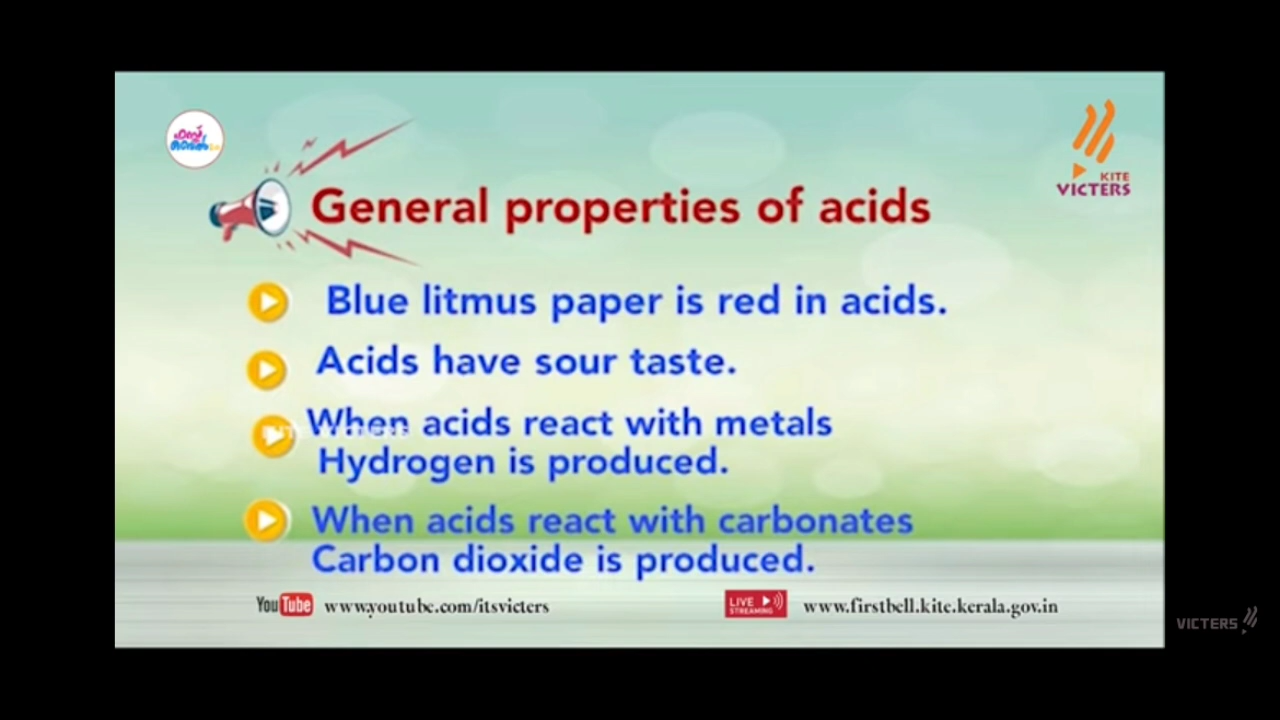 KITE
VICTERS
General properties of acids
Blue litmus paper is red in acids.
Acids have sour taste.
When acids react with metals
Hydrogen is produced.
When acids react with carbonates
Carbon dioxide is produced.
YouTube www.youtube.com/itsvicters
LIVE STREAMING www.firstbell.kite.kerala.gov.in
VICTERS